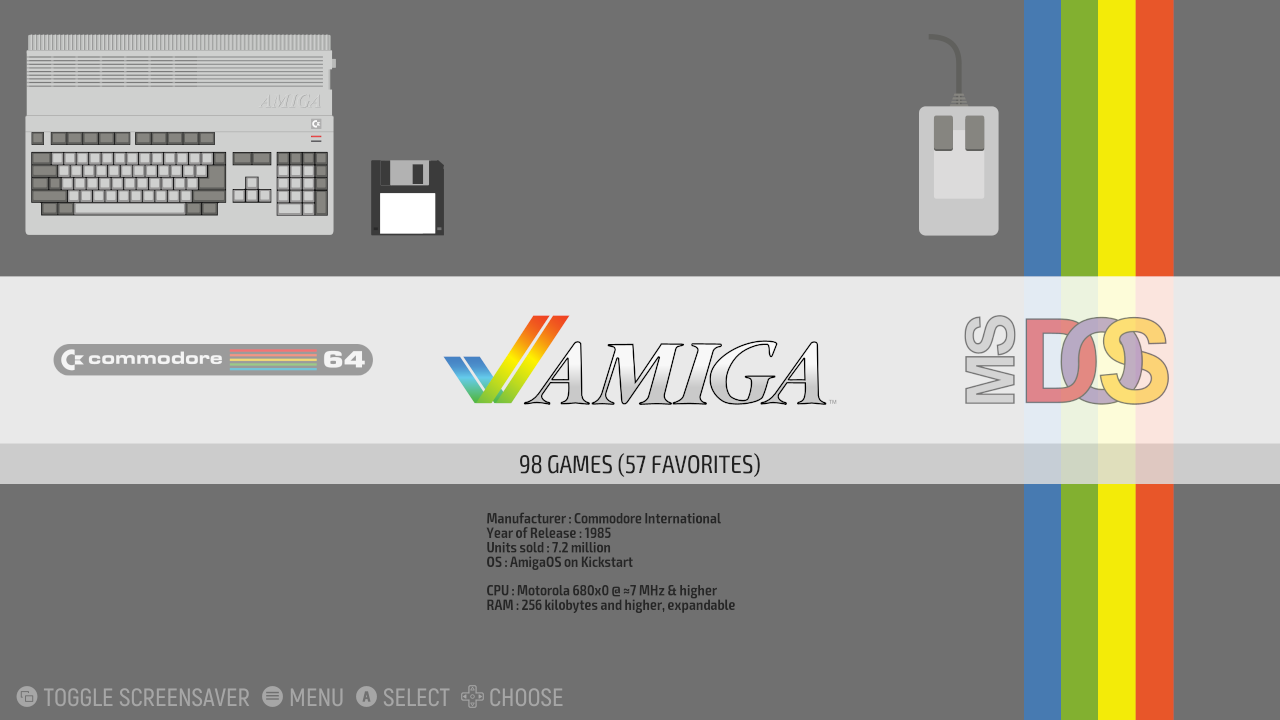 AMIGA
commodore 64
AMIGA™
MS DOS
98 GAMES (57 FAVORITES)
Manufacturer : Commodore International
Year of Release : 1985
Units sold : 7.2 million
OS : AmigaOS on Kickstart
CPU : Motorola 680x0 @ ≈7 MHz & higher
RAM : 256 kilobytes and higher, expandable
TOGGLE SCREENSAVER MENU A SELECT CHOOSE